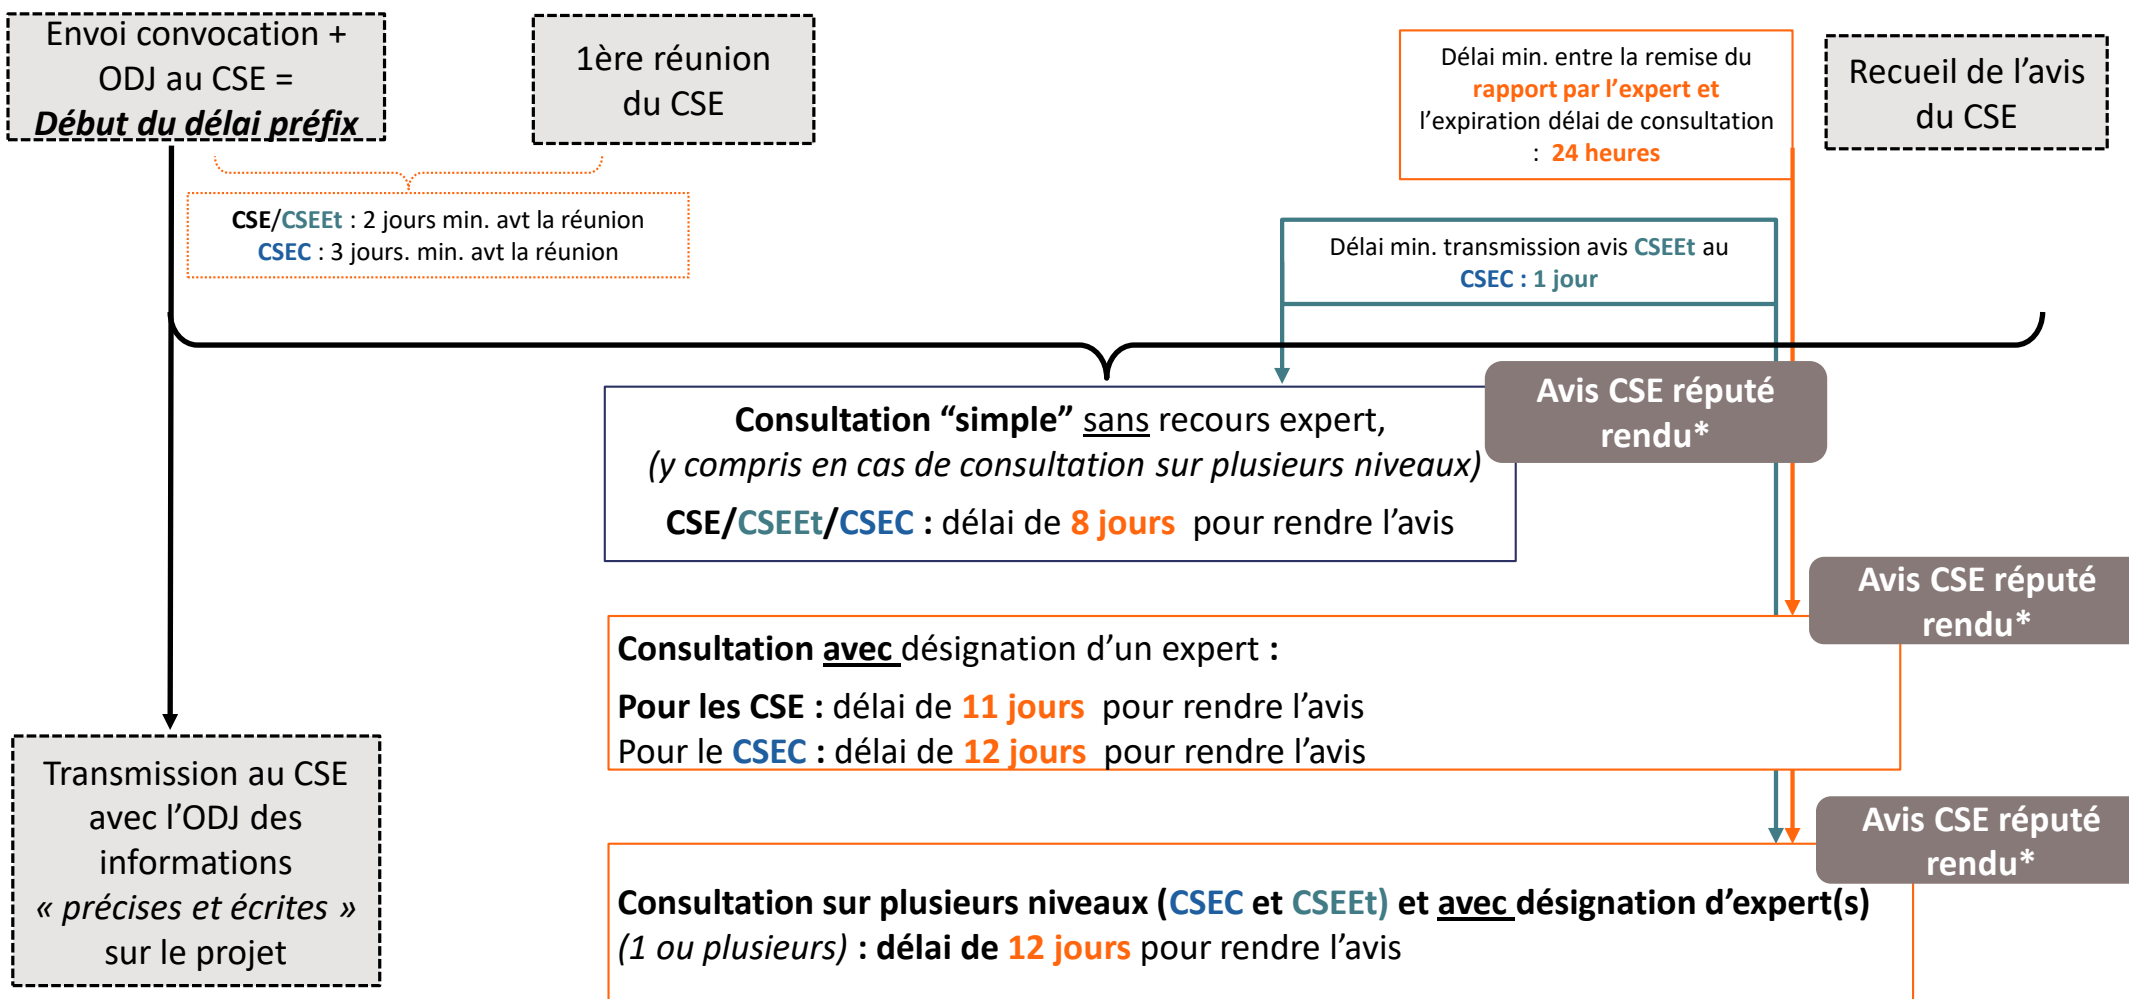 Envoi convocation +
ODJ au CSE =
Début du délai préfix
1ère réunion
du CSE
Délai min. entre la remise du
rapport par l’expert et
l’expiration délai de consultation
: 24 heures
Recueil de l’avis
du CSE
CSE/CSEEt : 2 jours min. avt la réunion
CSEC : 3 jours. min. avt la réunion
Délai min. transmission avis CSEEt au
CSEC : 1 jour
Avis CSE réputé
rendu*
Consultation “simple” sans recours expert,
(y compris en cas de consultation sur plusieurs niveaux)
CSE/CSEEt/CSEC : délai de 8 jours pour rendre l’avis
Avis CSE réputé
rendu*
Consultation avec désignation d’un expert :
Pour les CSE : délai de 11 jours pour rendre l’avis
Pour le CSEC : délai de 12 jours pour rendre l’avis
Transmission au CSE
avec l’ODJ des
informations
« précises et écrites »
sur le projet
Avis CSE réputé
rendu*
Consultation sur plusieurs niveaux (CSEC et CSEEt) et avec désignation d’expert(s)
(1 ou plusieurs) : délai de 12 jours pour rendre l’avis